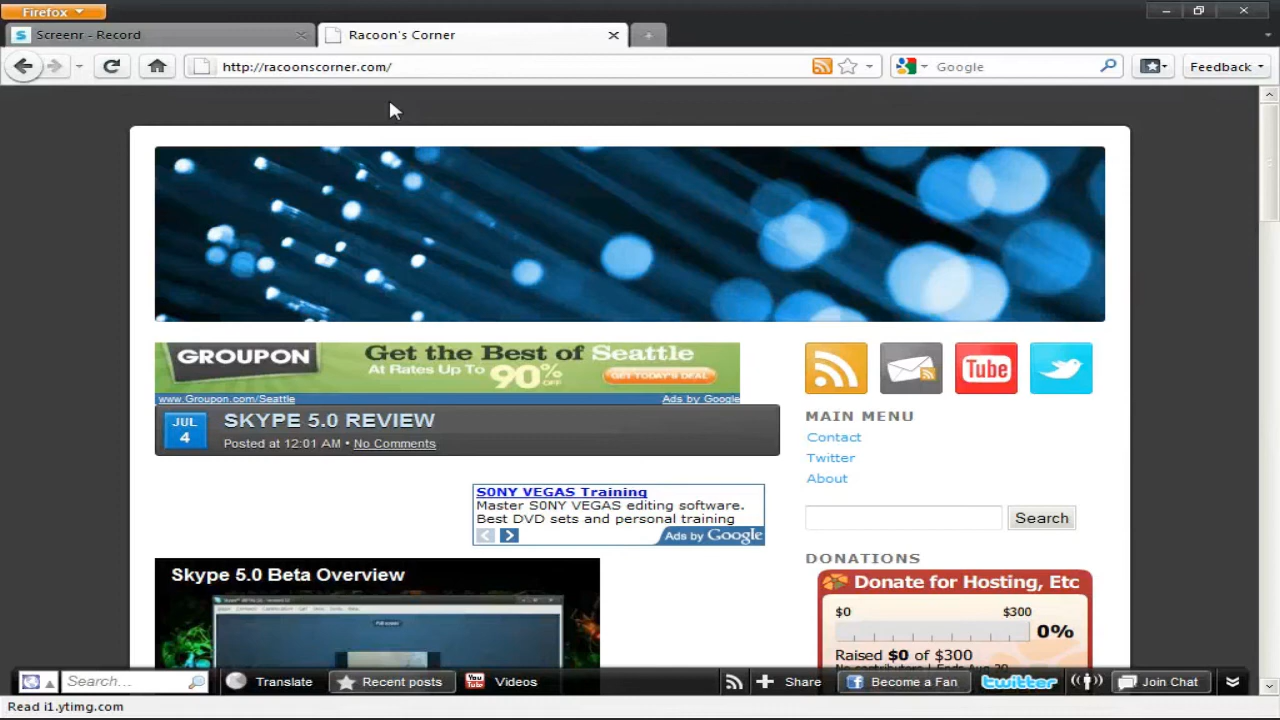 Firefox
Screenr - Record
Racoon's Corner
http://racoonscorner.com/
Google
Feedback
GROUPON
Get the Best of Seattle
At Rates Up To 90% OFF
GET TODAY'S DEAL
www.Groupon.com/Seattle
Ads by Google
JUL
4
SKYPE 5.0 REVIEW
Posted at 12:01 AM • No Comments
Tube
MAIN MENU
Contact
Twitter
About
S0NY VEGAS Training
Master S0NY VEGAS editing software.
Best DVD sets and personal training
Ads by Google
Search
DONATIONS
Donate for Hosting, Etc
$0
$300
0%
Raised $0 of $300
Skype 5.0 Beta Overview
Search...
Translate
Recent posts
You Tube
Videos
Share
Become a Fan
twitter
Join Chat
Read i1.ytimg.com